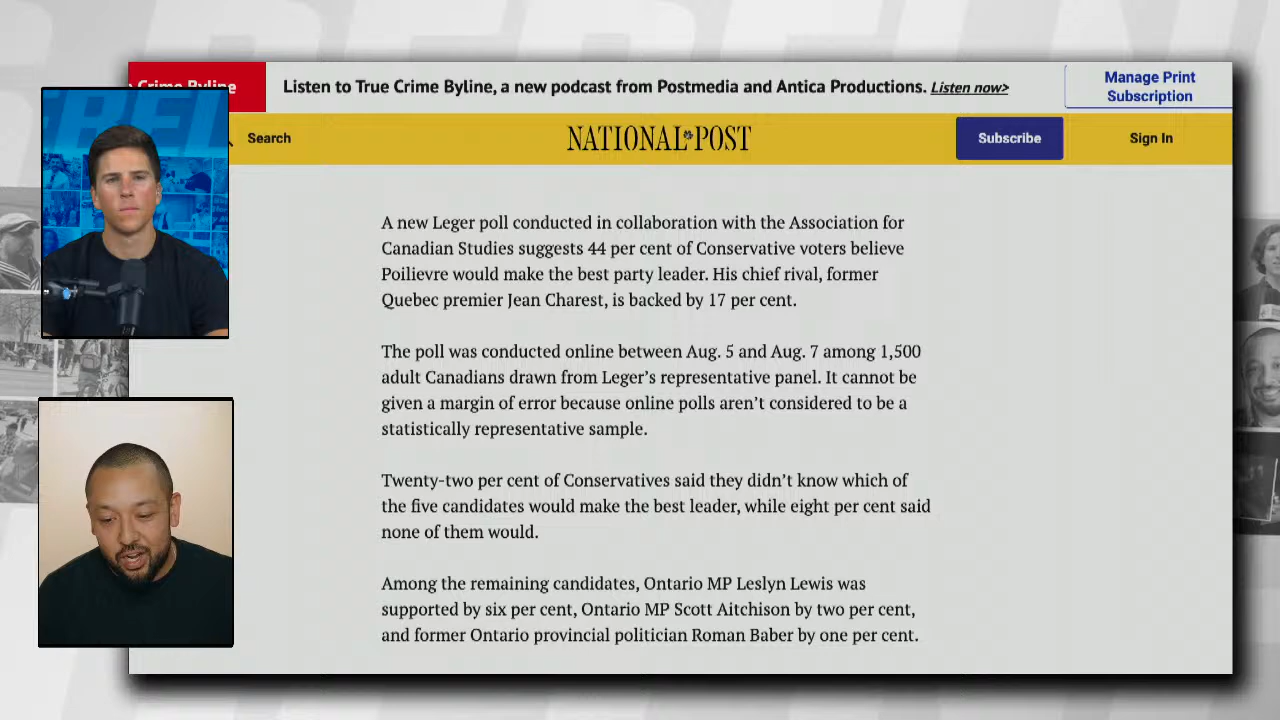 Crime Byline
Listen to True Crime Byline, a new podcast from Postmedia and Antica Productions. Listen now>
Manage Print
Subscription
Search
NATIONAL POST
Subscribe
Sign In
A new Leger poll conducted in collaboration with the Association for
Canadian Studies suggests 44 per cent of Conservative voters believe
Poilievre would make the best party leader. His chief rival, former
Quebec premier Jean Charest, is backed by 17 per cent.
The poll was conducted online between Aug. 5 and Aug. 7 among 1,500
adult Canadians drawn from Leger’s representative panel. It cannot be
given a margin of error because online polls aren’t considered to be a
statistically representative sample.
Twenty-two per cent of Conservatives said they didn’t know which of
the five candidates would make the best leader, while eight per cent said
none of them would.
Among the remaining candidates, Ontario MP Leslyn Lewis was
supported by six per cent, Ontario MP Scott Aitchison by two per cent,
and former Ontario provincial politician Roman Baber by one per cent.